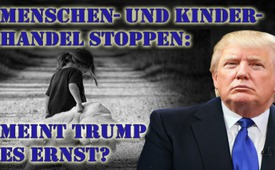 MENSCHEN- UND KINDER-
HANDEL STOPPEN:
MEINT TRUMP
ES ERNST?